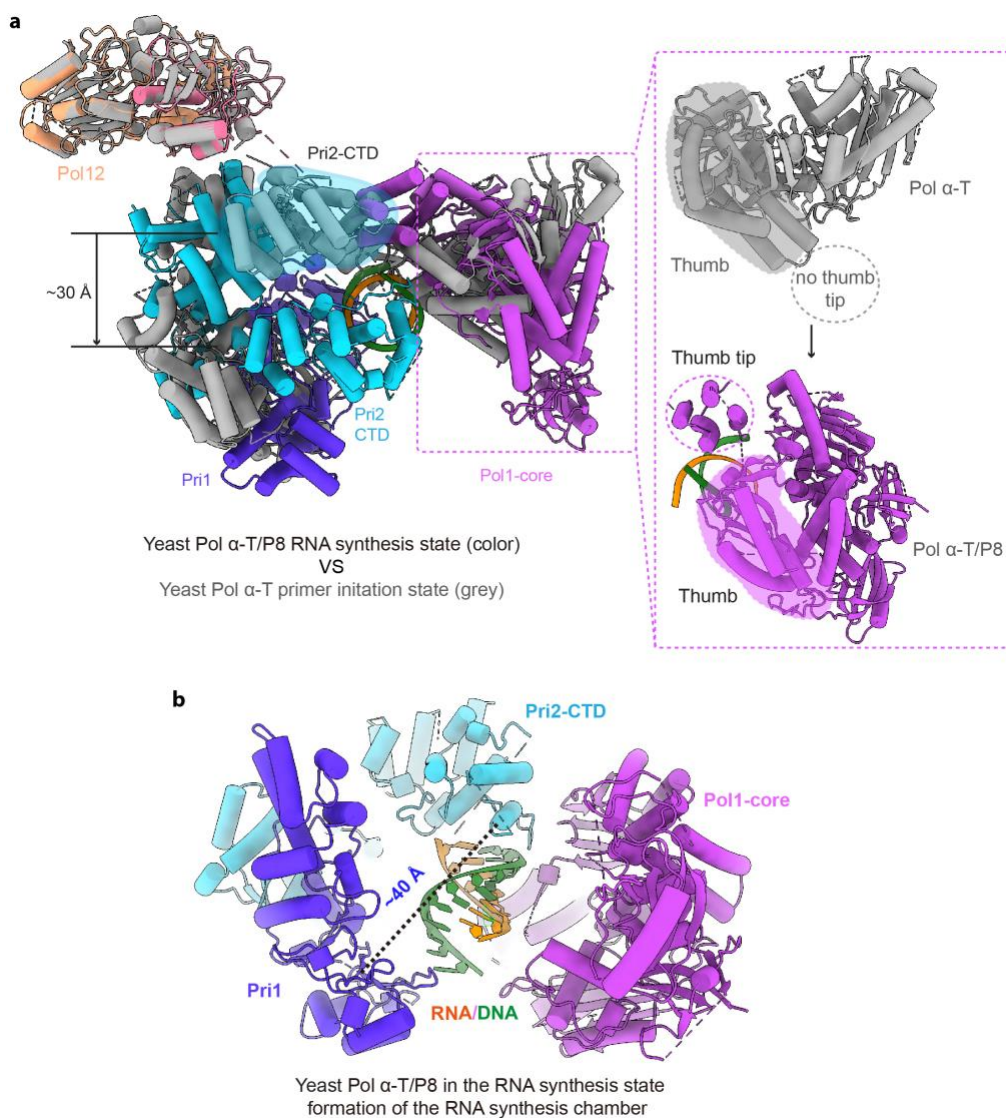 a
Pol12
Pri2-CTD
~30 Å
Pri2
CTD
Pri1
Pol1-core
Yeast Pol α-T/P8 RNA synthesis state (color)
VS
Yeast Pol α-T primer initation state (grey)
Pol α-T
Thumb
no thumb
tip
Thumb tip
Pol α-T/P8
Thumb
b
Pri2-CTD
Pol1-core
~40 Å
Pri1
RNA/DNA
Yeast Pol α-T/P8 in the RNA synthesis state
formation of the RNA synthesis chamber